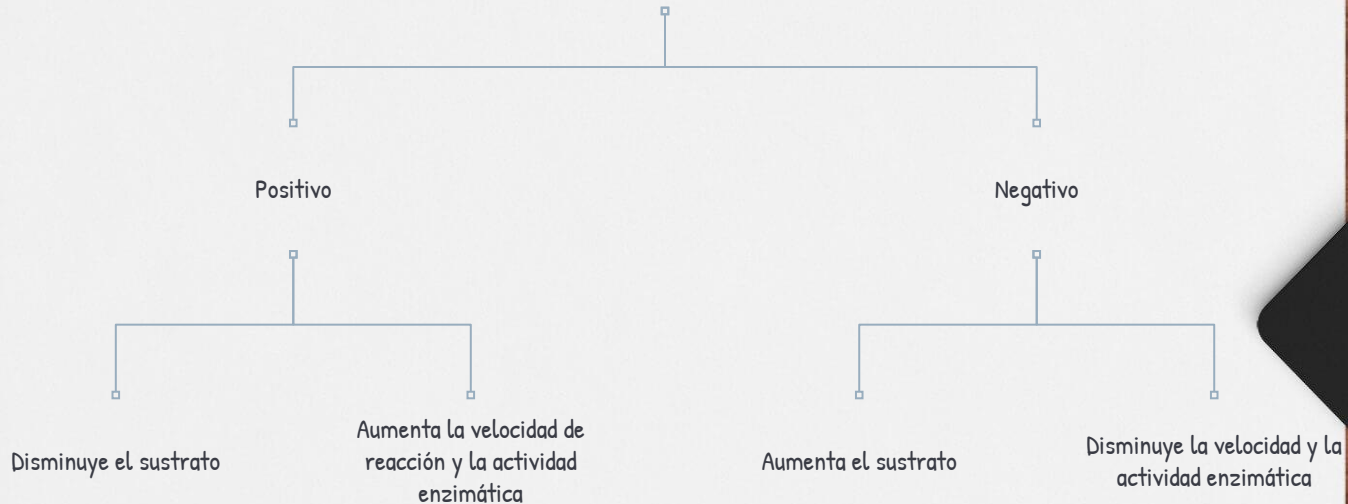 Positivo
Negativo
Disminuye el sustrato
Aumenta la velocidad de
reacción y la actividad
enzimática
Aumenta el sustrato
Disminuye la velocidad y la
actividad enzimática